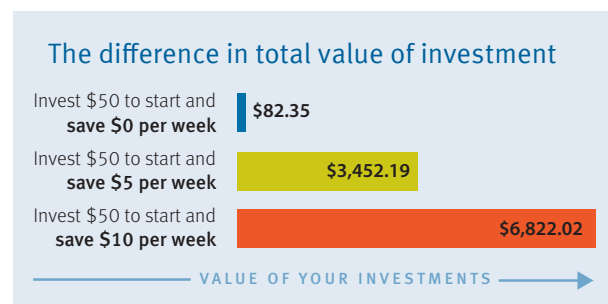 The difference in total value of investment
Invest $50 to start and
save $0 per week
$82.35
Invest $50 to start and
save $5 per week
$3,452.19
Invest $50 to start and
save $10 per week
$6,822.02
VALUE OF YOUR INVESTMENTS